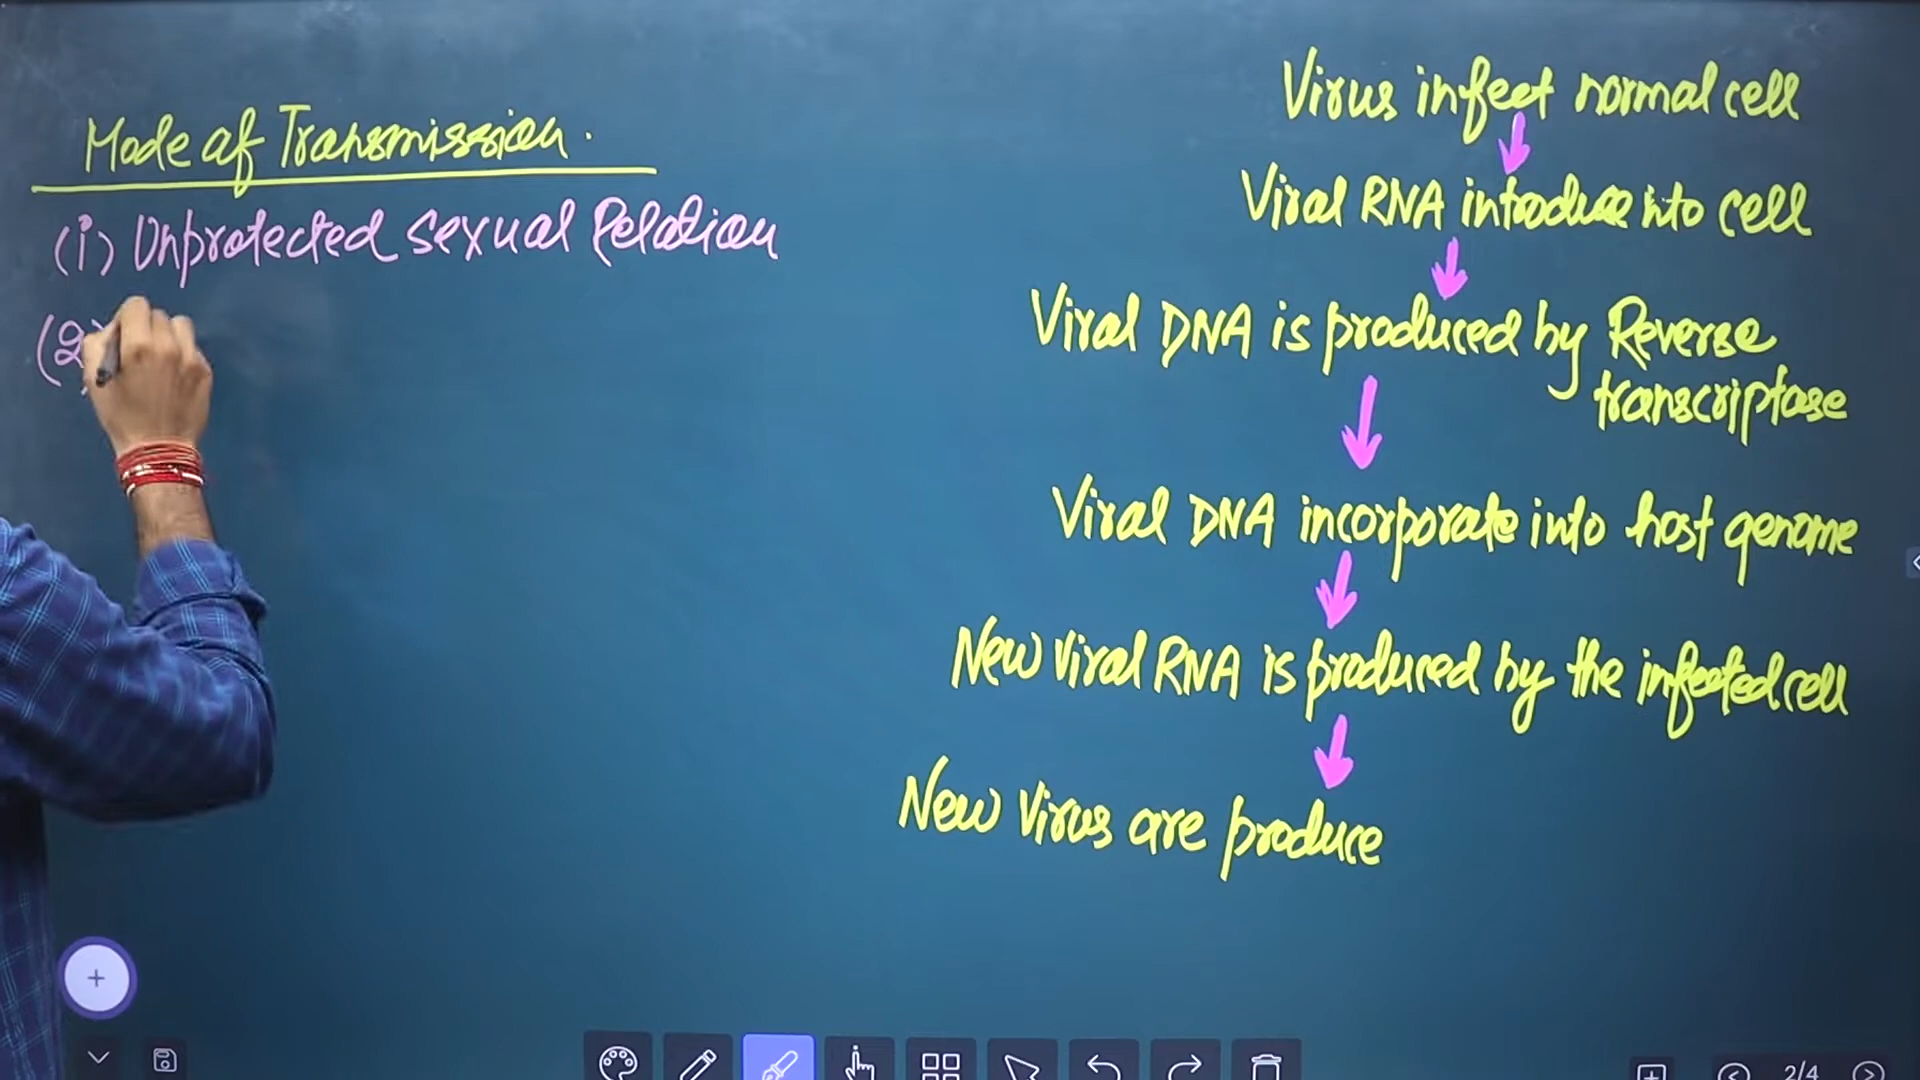 Mode of Transmission.
(i) Unprotected sexual Relation
(2)
Virus infect normal cell
Viral RNA introduce into cell
Viral DNA is produced by Reverse
transcriptase
Viral DNA incorporate into host genome
New Viral RNA is produced by the infected cell
New Virus are produce
2/4